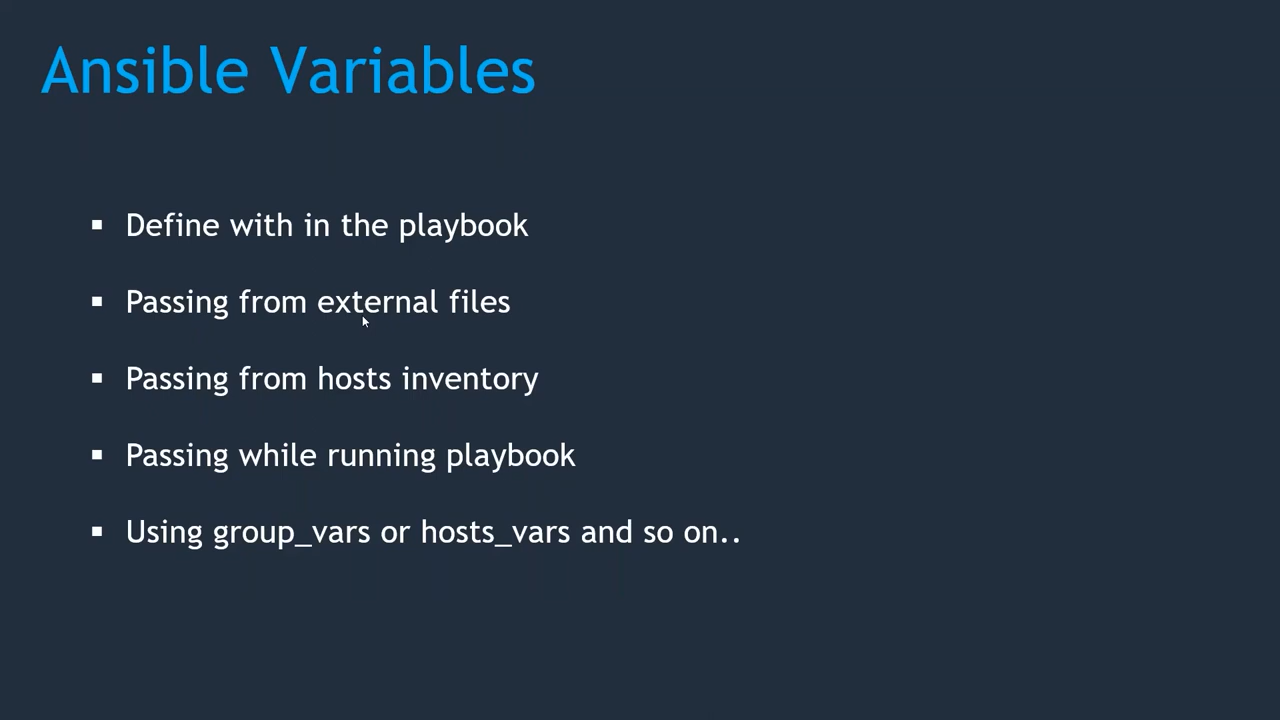 Ansible Variables
▪ Define with in the playbook
▪ Passing from external files
▪ Passing from hosts inventory
▪ Passing while running playbook
▪ Using group_vars or hosts_vars and so on..